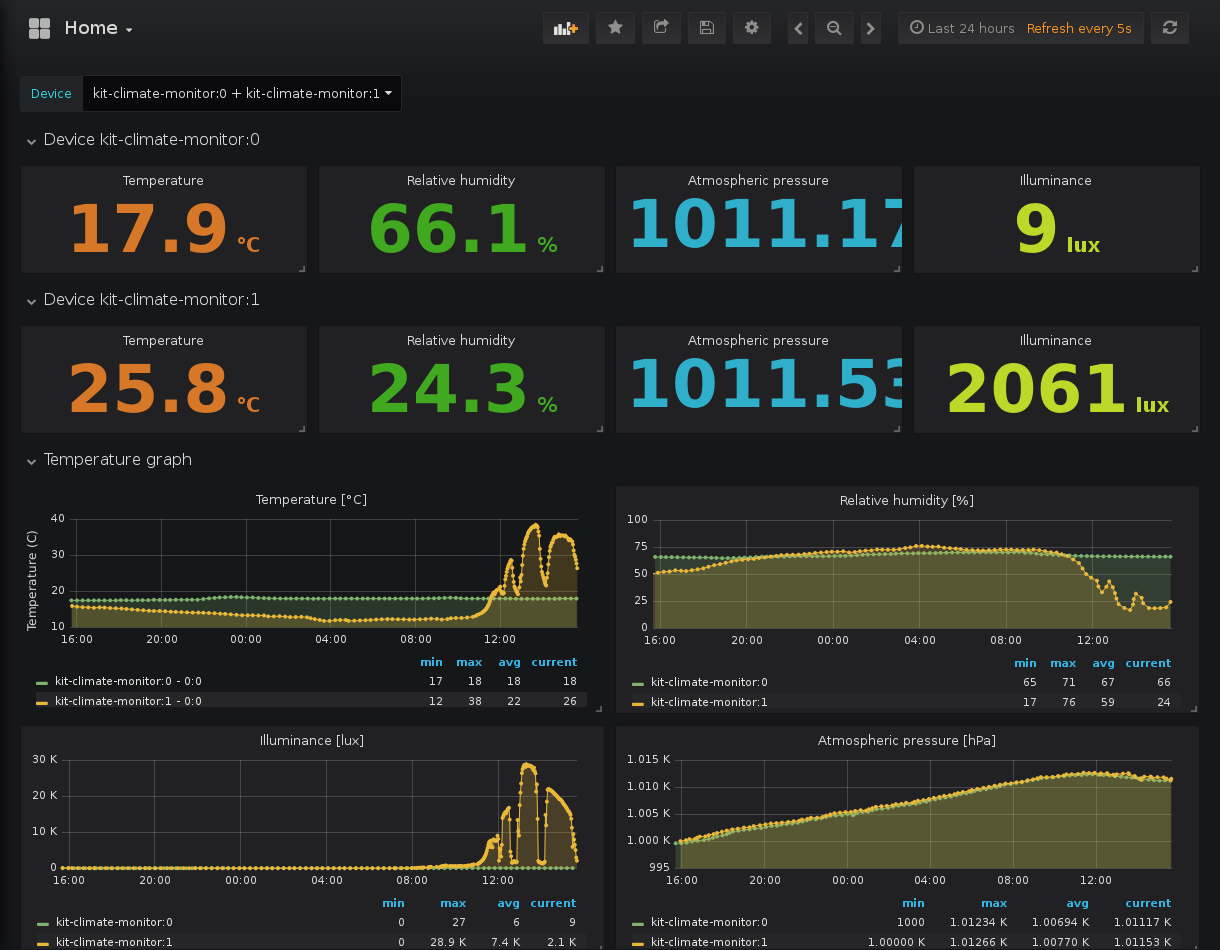 Home
Last 24 hours Refresh every 5s
Device kit-climate-monitor:0 + kit-climate-monitor:1
Device kit-climate-monitor:0
Temperature Relative humidity Atmospheric pressure Illuminance
17.9 °C 66.1 % 1011.17 9 lux
Device kit-climate-monitor:1
Temperature Relative humidity Atmospheric pressure Illuminance
25.8 °C 24.3 % 1011.53 2061 lux
Temperature graph
Temperature [°C]
Temperature (C)
40
30
20
10
16:00 20:00 00:00 04:00 08:00 12:00
min max avg current
kit-climate-monitor:0 - 0:0 17 18 18 18
kit-climate-monitor:1 - 0:0 12 38 22 26
Relative humidity [%]
100
75
50
25
0
16:00 20:00 00:00 04:00 08:00 12:00
min max avg current
kit-climate-monitor:0 65 71 67 66
kit-climate-monitor:1 17 76 59 24
Illuminance [lux]
30 K
20 K
10 K
0
16:00 20:00 00:00 04:00 08:00 12:00
min max avg current
kit-climate-monitor:0 0 27 6 9
kit-climate-monitor:1 0 28.9 K 7.4 K 2.1 K
Atmospheric pressure [hPa]
1.015 K
1.010 K
1.005 K
1.000 K
995
16:00 20:00 00:00 04:00 08:00 12:00
min max avg current
kit-climate-monitor:0 1000 1.01234 K 1.00694 K 1.01117 K
kit-climate-monitor:1 1.00000 K 1.01266 K 1.00770 K 1.01153 K